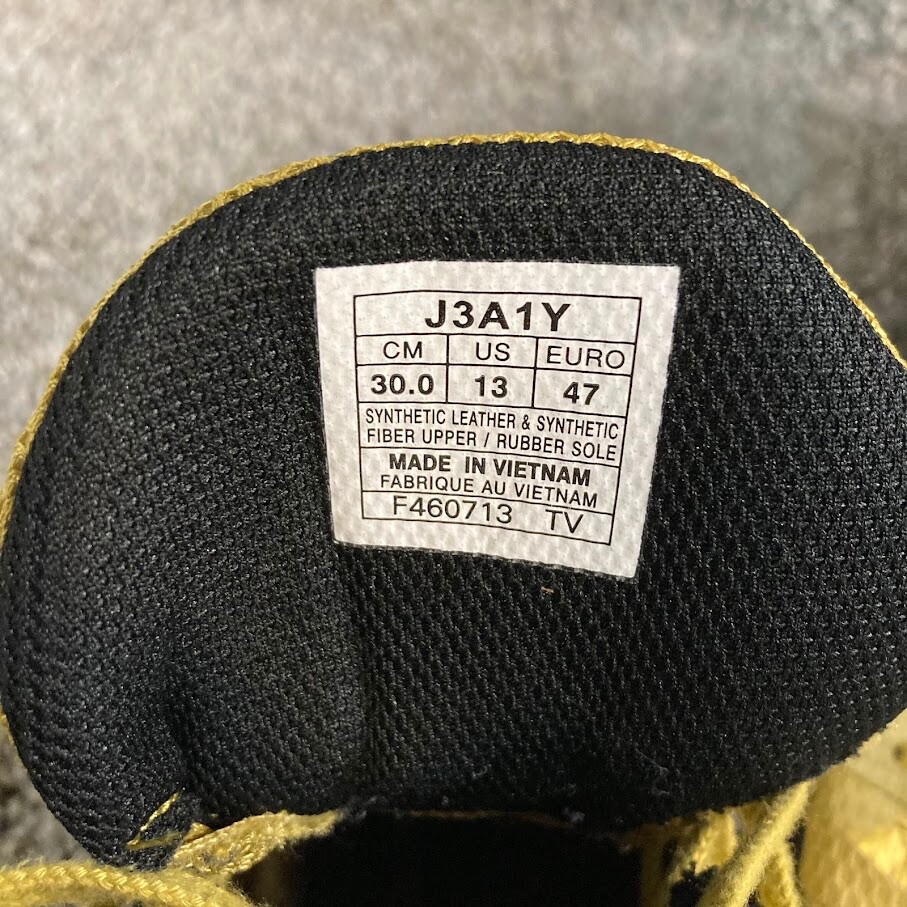 J3A1Y
CM US EURO
30.0 13 47
SYNTHETIC LEATHER & SYNTHETIC
FIBER UPPER / RUBBER SOLE
MADE IN VIETNAM
FABRIQUE AU VIETNAM
F460713 TV